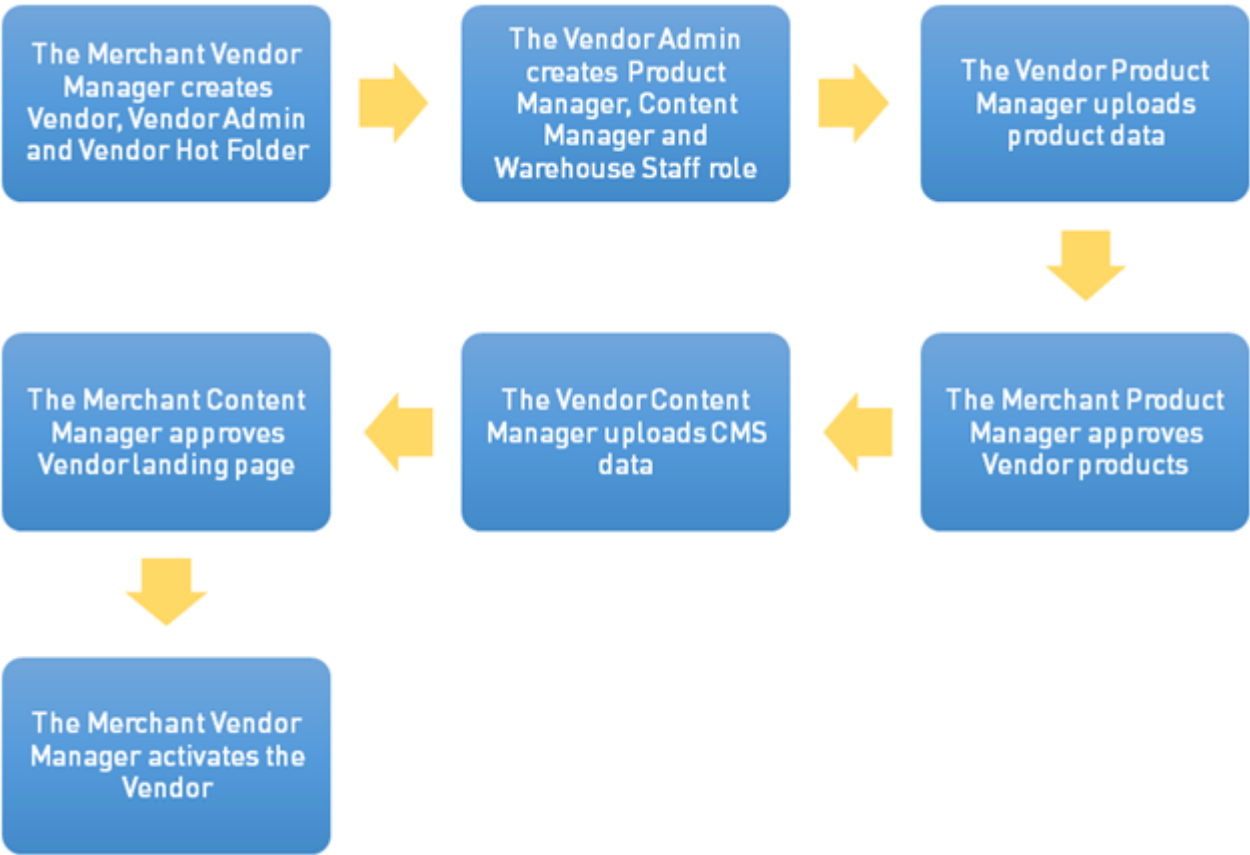 The Merchant Vendor
Manager creates
Vendor, Vendor Admin
and Vendor Hot Folder
The Vendor Admin
creates Product
Manager, Content
Manager and
Warehouse Staff role
The Vendor Product
Manager uploads
product data
The Merchant Product
Manager approves
Vendor products
The Vendor Content
Manager uploads CMS
data
The Merchant Content
Manager approves
Vendor landing page
The Merchant Vendor
Manager activates the
Vendor